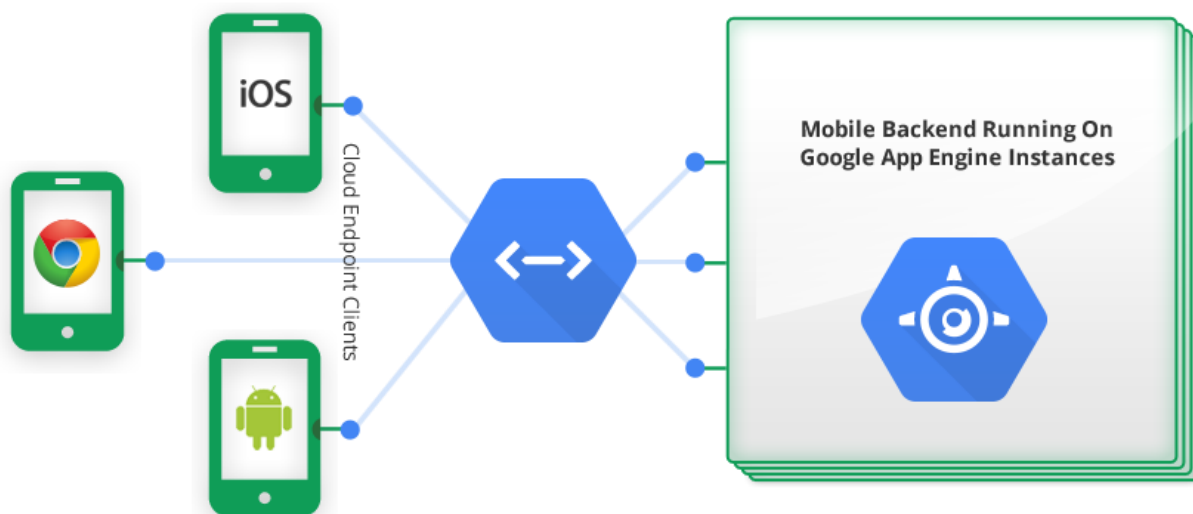 iOS
Cloud Endpoint Clients
Mobile Backend Running On
Google App Engine Instances